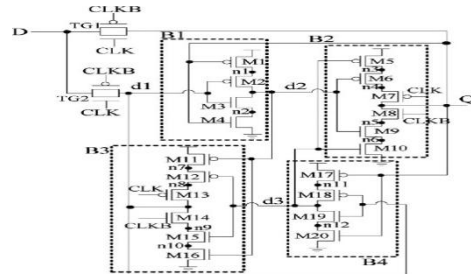 CLKB
D
TG1
CLK
CLKB
TG2
CLK
d1
B1
M1
n1
M2
M3
n2
M4
d2
B2
M5
n3
M6
n4
M7
CLK
M8
n5
CLKB
M9
n6
M10
Q
B3
M11
n7
M12
n8
CLK
M13
CLKB
M14
n9
M15
n10
M16
d3
M17
n11
M18
M19
n12
M20
B4